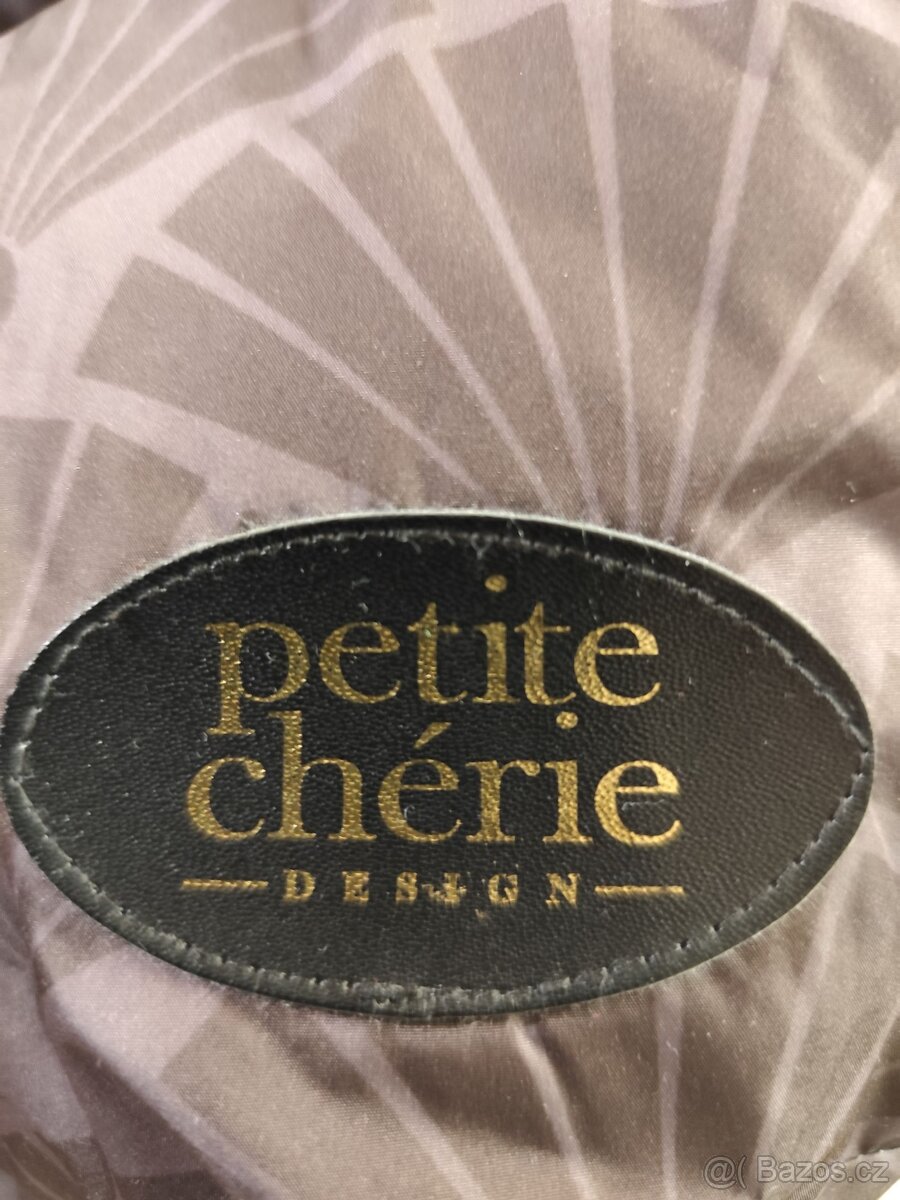 petite
chérie
DESIGN
@( Bazos.cz